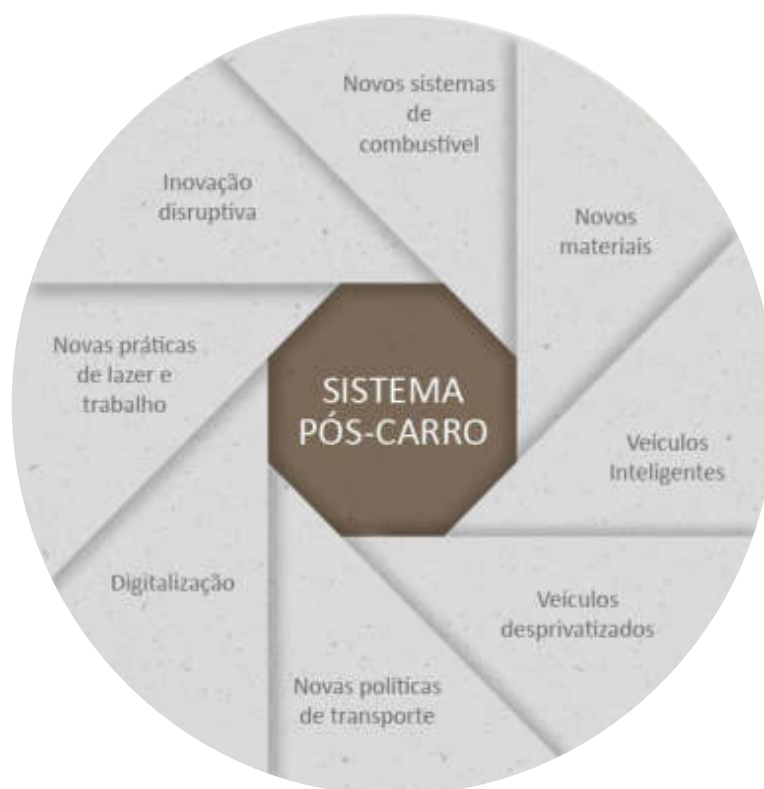 Novos sistemas
de
combustível
Novos
materiais
Veículos
Inteligentes
Veículos
desprivatizados
Novas políticas
de transporte
Digitalização
Novas práticas
de lazer e
trabalho
Inovação
disruptiva
SISTEMA
PÓS-CARRO